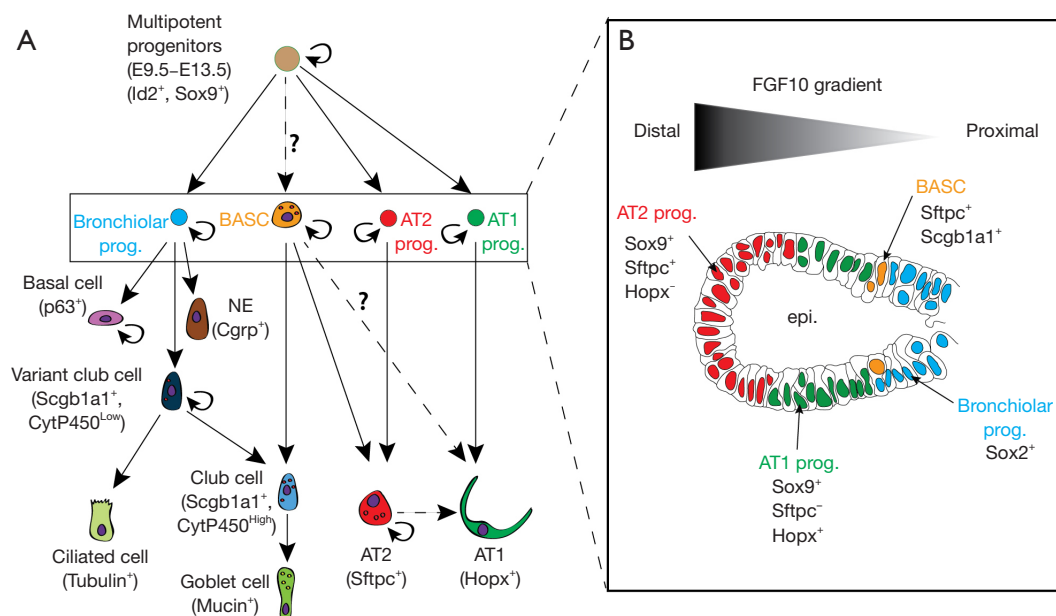 A
Multipotent
progenitors
(E9.5–E13.5)
(Id2⁺, Sox9⁺)
?
Bronchiolar
prog.
BASC
AT2
prog.
AT1
prog.
Basal cell
(p63⁺)
NE
(Cgrp⁺)
?
Variant club cell
(Scgb1a1⁺,
CytP450ᴸᵒʷ)
Club cell
(Scgb1a1⁺,
CytP450ᴴⁱᵍʰ)
AT2
(Sftpc⁺)
AT1
(Hopx⁺)
Ciliated cell
(Tubulin⁺)
Goblet cell
(Mucin⁺)
B
FGF10 gradient
Distal
Proximal
BASC
Sftpc⁺
Scgb1a1⁺
AT2 prog.
Sox9⁺
Sftpc⁺
Hopx⁻
epi.
Bronchiolar
prog.
Sox2⁺
AT1 prog.
Sox9⁺
Sftpc⁻
Hopx⁺